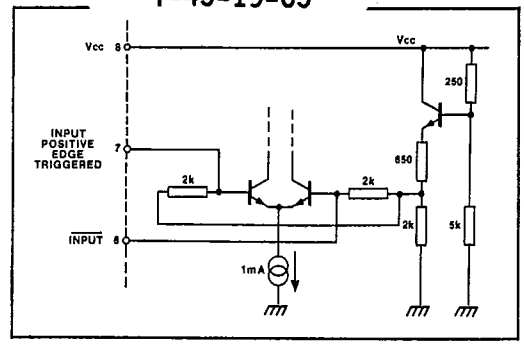 T-45-19-05
Vcc 8
Vcc
250
INPUT
POSITIVE
EDGE
TRIGGERED
7
2k
2k
650
INPUT 6
2k
5k
1mA